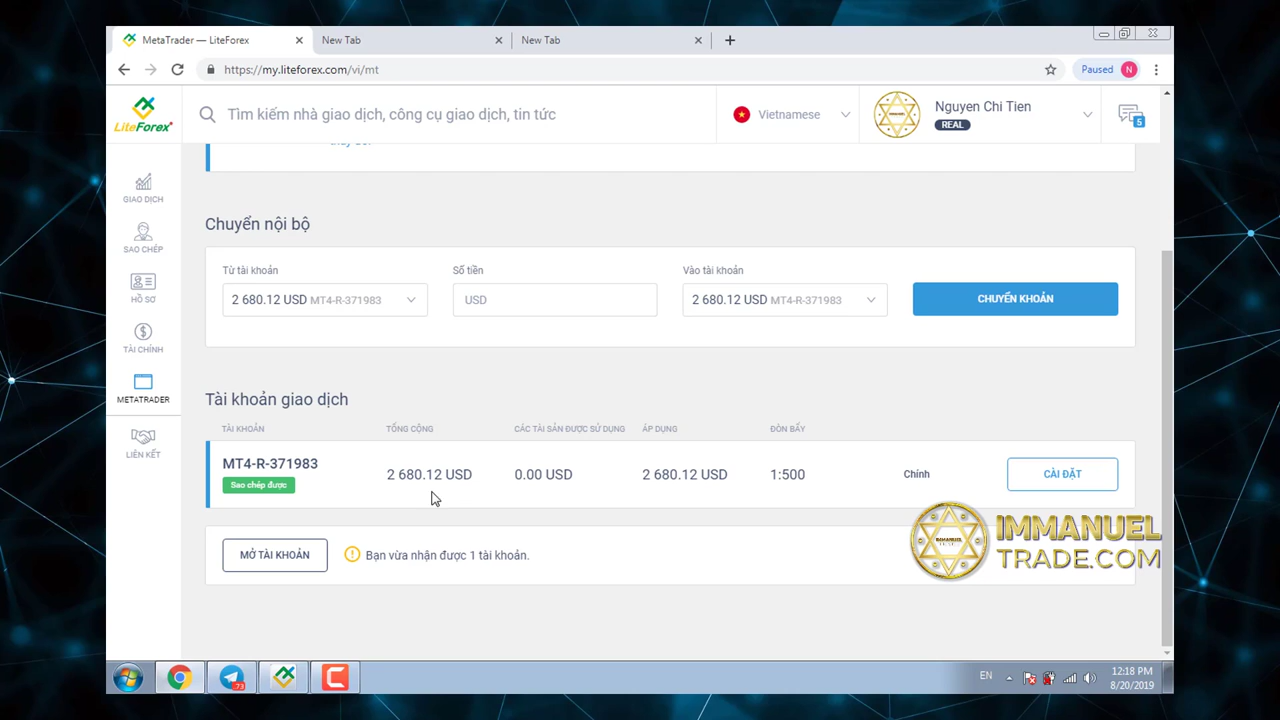 MetaTrader — LiteForex
New Tab
New Tab
https://my.liteforex.com/vi/mt
Paused
N
LiteForex
Tìm kiếm nhà giao dịch, công cụ giao dịch, tin tức
Vietnamese
Nguyen Chi Tien
REAL
5
GIAO DỊCH
SAO CHÉP
HỒ SƠ
TÀI CHÍNH
METATRADER
LIÊN KẾT
Chuyển nội bộ
Từ tài khoản
Số tiền
Vào tài khoản
2 680.12 USD MT4-R-371983
USD
2 680.12 USD MT4-R-371983
CHUYỂN KHOẢN
Tài khoản giao dịch
TÀI KHOẢN
TỔNG CỘNG
CÁC TÀI SẢN ĐƯỢC SỬ DỤNG
ÁP DỤNG
ĐÒN BẨY
MT4-R-371983
Sao chép được
2 680.12 USD
0.00 USD
2 680.12 USD
1:500
Chính
CÀI ĐẶT
MỞ TÀI KHOẢN
Bạn vừa nhận được 1 tài khoản.
IMMANUEL
TRADE.COM
73
EN
12:18 PM
8/20/2019